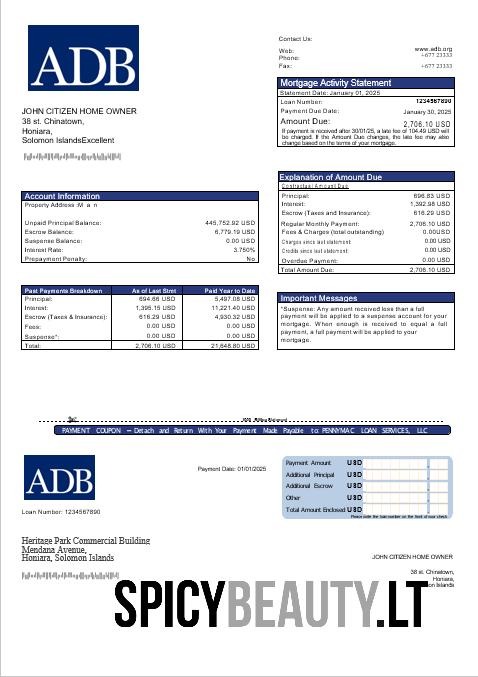 ADB
Contact Us:
Web: www.adb.org
Phone: +677 23333
Fax: +677 23333
Mortgage Activity Statement
Statement Date: January 01, 2025
Loan Number: 1234567890
Payment Due Date: January 30, 2025
Amount Due: 2,706.10 USD
If payment is received after 30/01/25, a late fee of 104.49 USD will
be charged. If the Amount Due changes, the late fee may also
change based on the terms of your mortgage.
JOHN CITIZEN HOME OWNER
38 st. Chinatown,
Honiara,
Solomon IslandsExcellent
Explanation of Amount Due
Contractual Amount Due
Principal: 696.83 USD
Interest: 1,392.98 USD
Escrow (Taxes and Insurance): 616.29 USD
Regular Monthly Payment: 2,706.10 USD
Fees & Charges (total outstanding) 0.00USD
Charges since last statement: 0.00 USD
Credits since last statement: 0.00 USD
Overdue Payment: 0.00 USD
Total Amount Due: 2,706.10 USD
Account Information
Property Address :M a n
Unpaid Principal Balance: 445,752.92 USD
Escrow Balance: 6,779.19 USD
Suspense Balance: 0.00 USD
Interest Rate: 3.750%
Prepayment Penalty: No
Past Payments Breakdown As of Last Stmt Paid Year to Date
Principal: 694.66 USD 5,497.08 USD
Interest: 1,395.15 USD 11,221.40 USD
Escrow (Taxes & Insurance): 616.29 USD 4,930.32 USD
Fees: 0.00 USD 0.00 USD
Suspense*: 0.00 USD 0.00 USD
Total: 2,706.10 USD 21,648.80 USD
Important Messages
*Suspense: Any amount received less than a full
payment will be applied to a suspense account for your
mortgage. When enough is received to equal a full
payment, a full payment will be applied to your
mortgage.
PAYMENT COUPON – Detach and Return With Your Payment Made Payable to: PENNYMAC LOAN SERVICES, LLC
ADB
Payment Date: 01/01/2025
Loan Number: 1234567890
Payment Amount USD
Additional Principal USD
Additional Escrow USD
Other USD
Total Amount Enclosed USD
Please write the loan number on the front of your check
Heritage Park Commercial Building
Mendana Avenue,
Honiara, Solomon Islands
JOHN CITIZEN HOME OWNER
38 st. Chinatown,
Honiara,
Islands
SPICYBEAUTY.LT